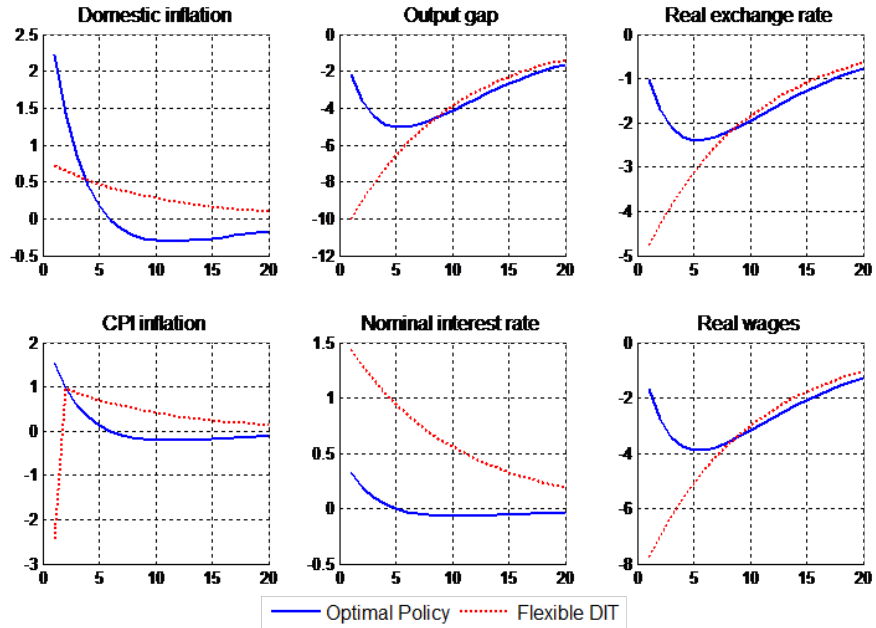 Domestic inflation
2.5
2
1.5
1
0.5
0
-0.5
0 5 10 15 20
Output gap
0
-2
-4
-6
-8
-10
-12
0 5 10 15 20
Real exchange rate
0
-1
-2
-3
-4
-5
0 5 10 15 20
CPI inflation
2
1
0
-1
-2
-3
0 5 10 15 20
Nominal interest rate
1.5
1
0.5
0
-0.5
0 5 10 15 20
Real wages
0
-2
-4
-6
-8
0 5 10 15 20
Optimal Policy Flexible DIT